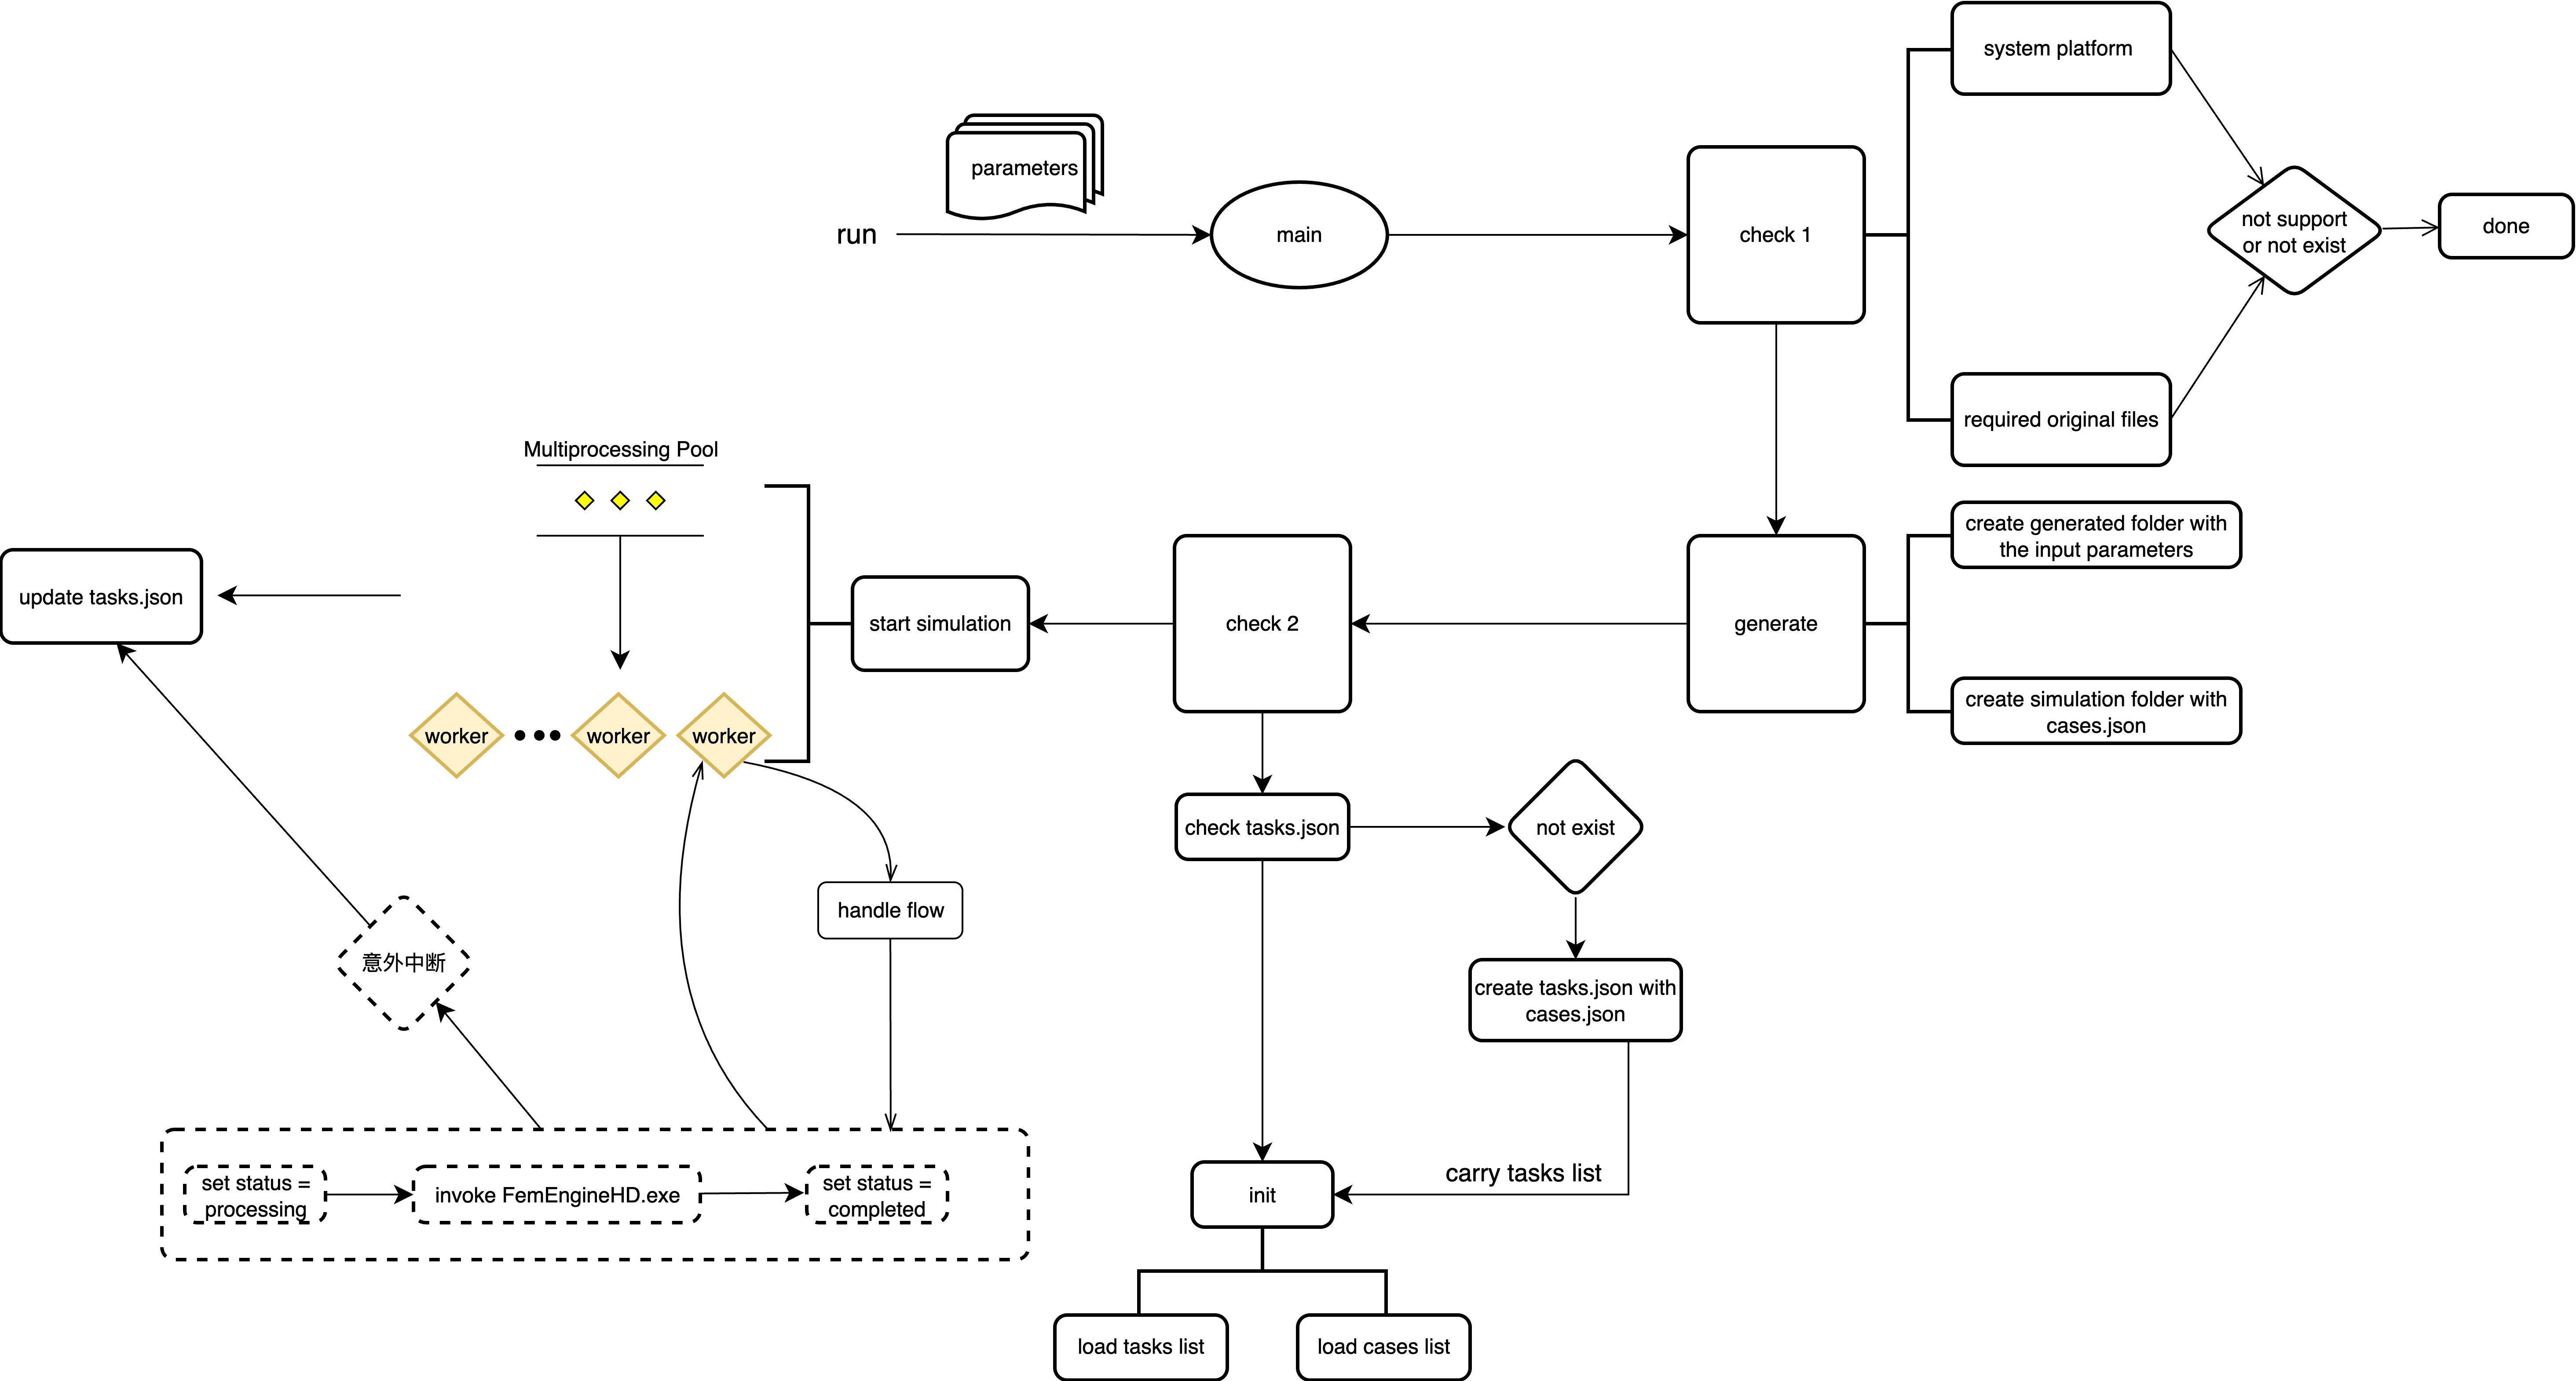 system platform
parameters
run
main
check 1
not support
or not exist
done
required original files
Multiprocessing Pool
create generated folder with
the input parameters
update tasks.json
start simulation
check 2
generate
create simulation folder with
cases.json
worker
worker
worker
check tasks.json
not exist
handle flow
意外中断
create tasks.json with
cases.json
carry tasks list
set status =
processing
invoke FemEngineHD.exe
set status =
completed
init
load tasks list
load cases list